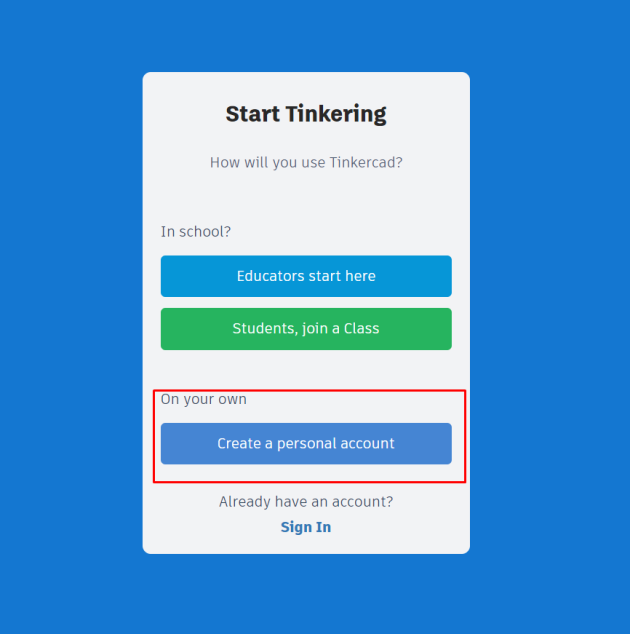 Start Tinkering
How will you use Tinkercad?
In school?
Educators start here
Students, join a Class
On your own
Create a personal account
Already have an account?
Sign In